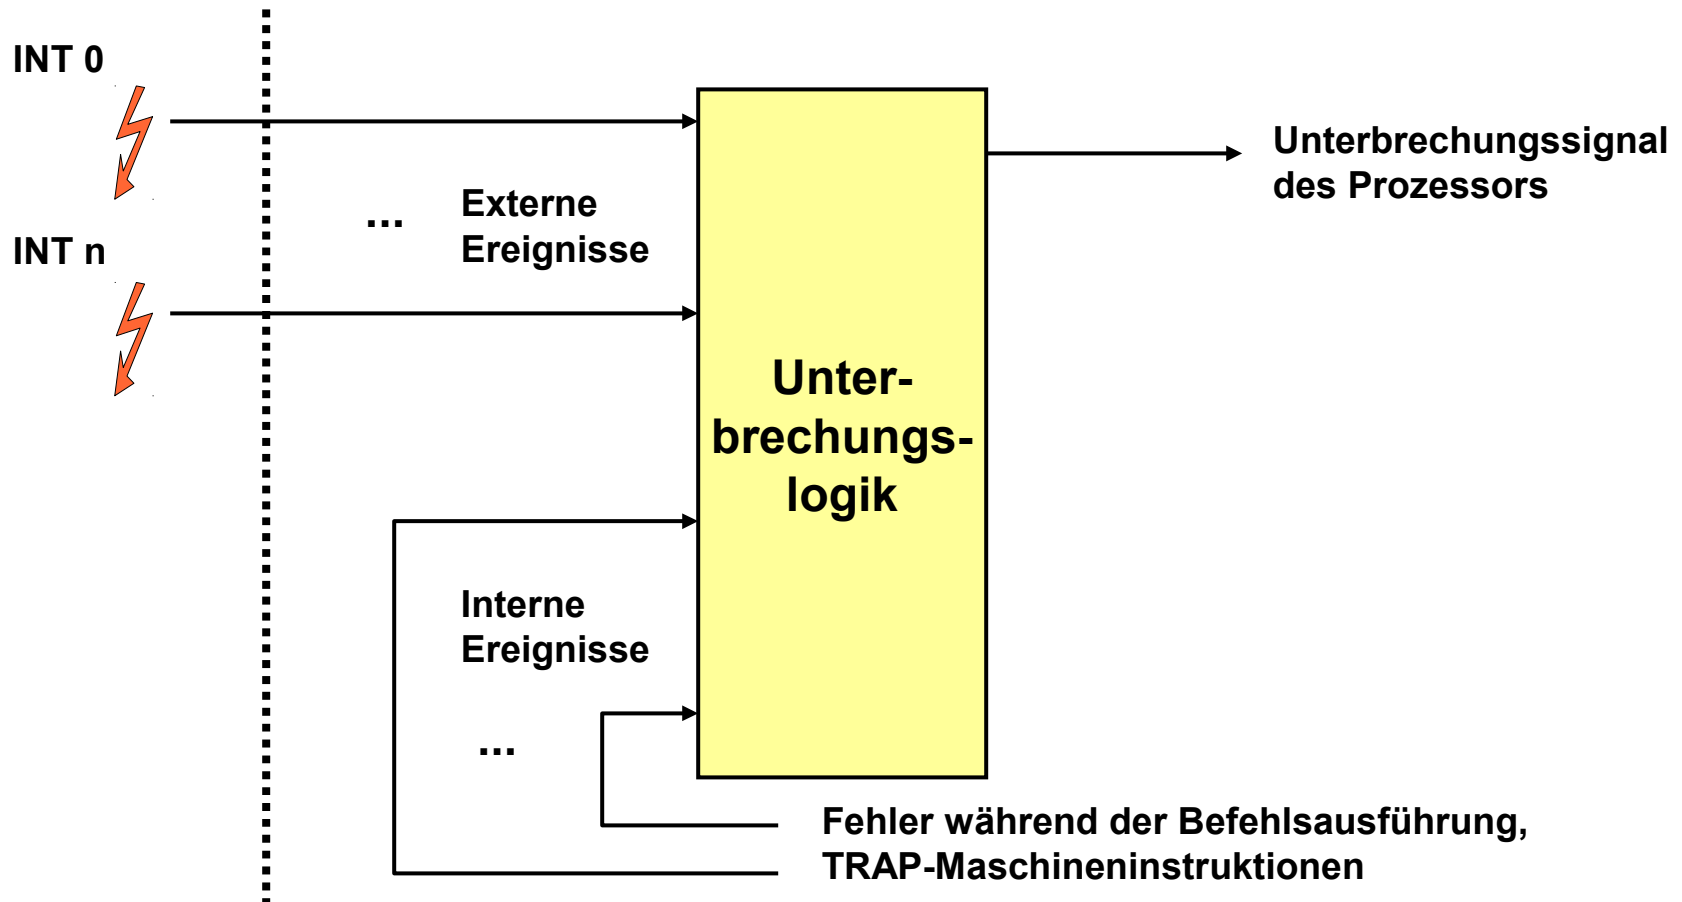 INT 0
Unterbrechungssignal
des Prozessors
... Externe
Ereignisse
INT n
Unter-
brechungs-
logik
Interne
Ereignisse
...
Fehler während der Befehlsausführung,
TRAP-Maschineninstruktionen